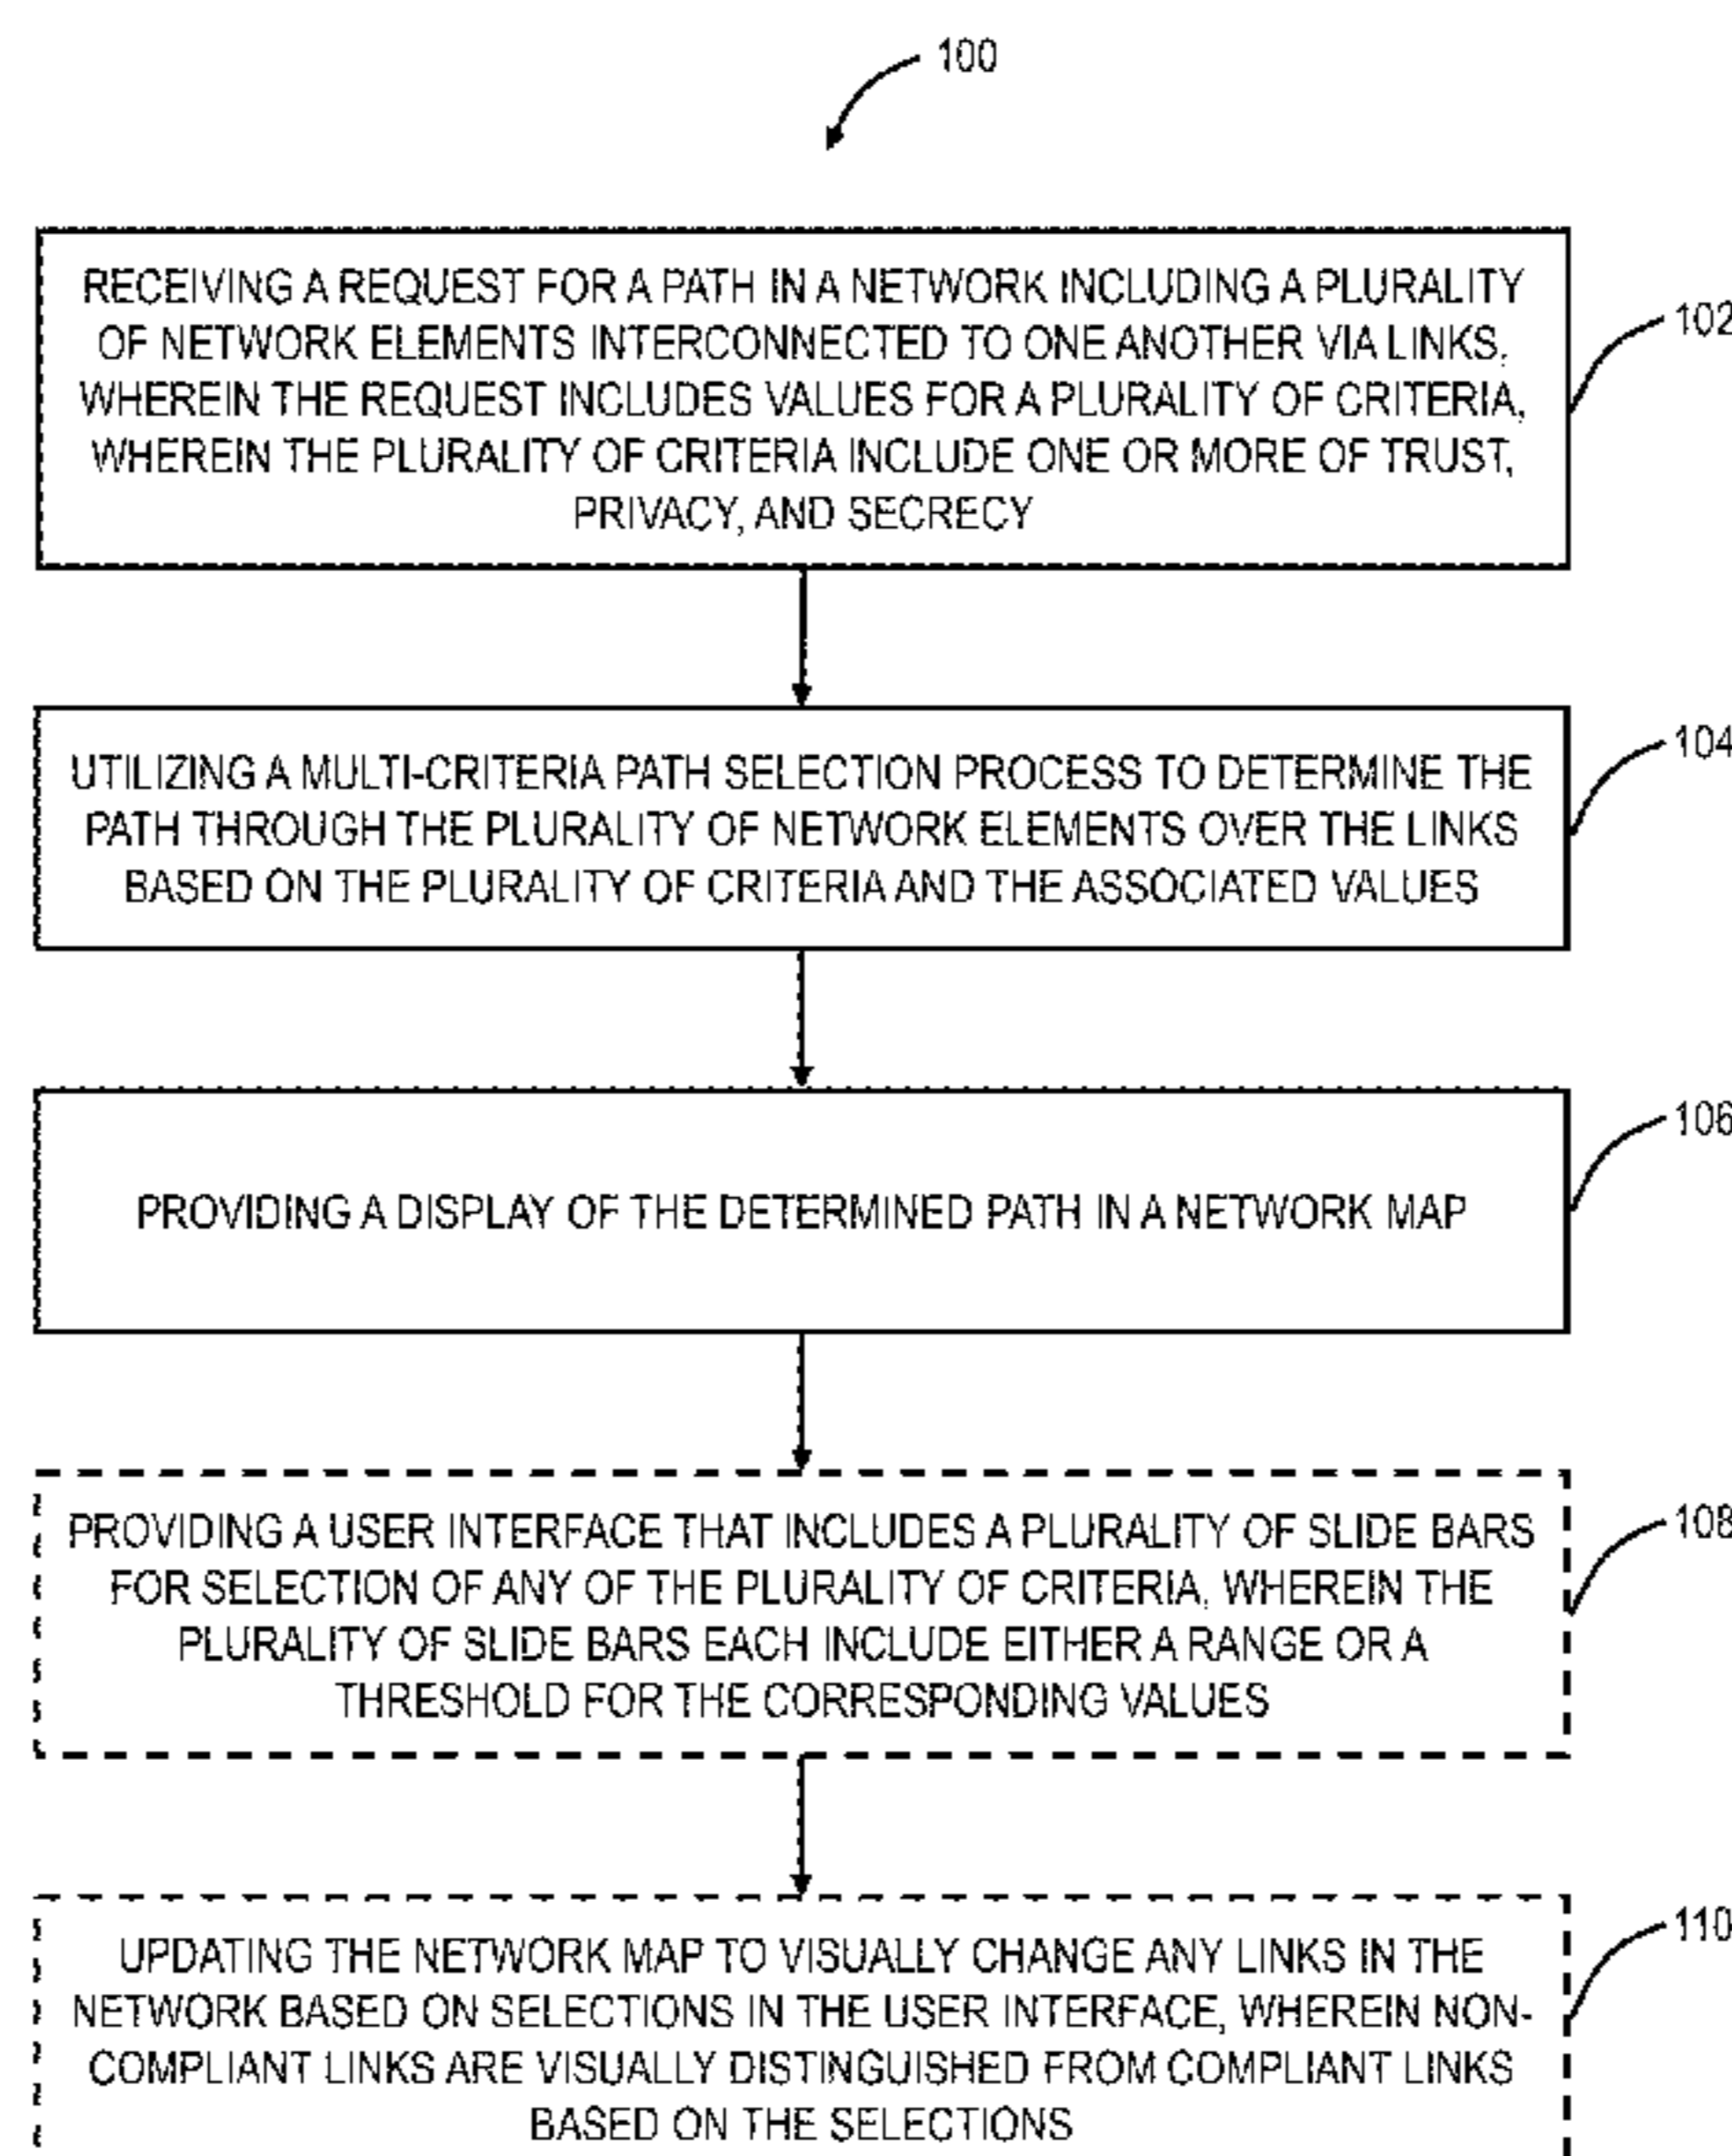 100
RECEIVING A REQUEST FOR A PATH IN A NETWORK INCLUDING A PLURALITY
OF NETWORK ELEMENTS INTERCONNECTED TO ONE ANOTHER VIA LINKS,
WHEREIN THE REQUEST INCLUDES VALUES FOR A PLURALITY OF CRITERIA,
WHEREIN THE PLURALITY OF CRITERIA INCLUDE ONE OR MORE OF TRUST,
PRIVACY, AND SECRECY
102
UTILIZING A MULTI-CRITERIA PATH SELECTION PROCESS TO DETERMINE THE
PATH THROUGH THE PLURALITY OF NETWORK ELEMENTS OVER THE LINKS
BASED ON THE PLURALITY OF CRITERIA AND THE ASSOCIATED VALUES
104
PROVIDING A DISPLAY OF THE DETERMINED PATH IN A NETWORK MAP
106
PROVIDING A USER INTERFACE THAT INCLUDES A PLURALITY OF SLIDE BARS
FOR SELECTION OF ANY OF THE PLURALITY OF CRITERIA, WHEREIN THE
PLURALITY OF SLIDE BARS EACH INCLUDE EITHER A RANGE OR A
THRESHOLD FOR THE CORRESPONDING VALUES
108
UPDATING THE NETWORK MAP TO VISUALLY CHANGE ANY LINKS IN THE
NETWORK BASED ON SELECTIONS IN THE USER INTERFACE, WHEREIN NON-
COMPLIANT LINKS ARE VISUALLY DISTINGUISHED FROM COMPLIANT LINKS
BASED ON THE SELECTIONS
110